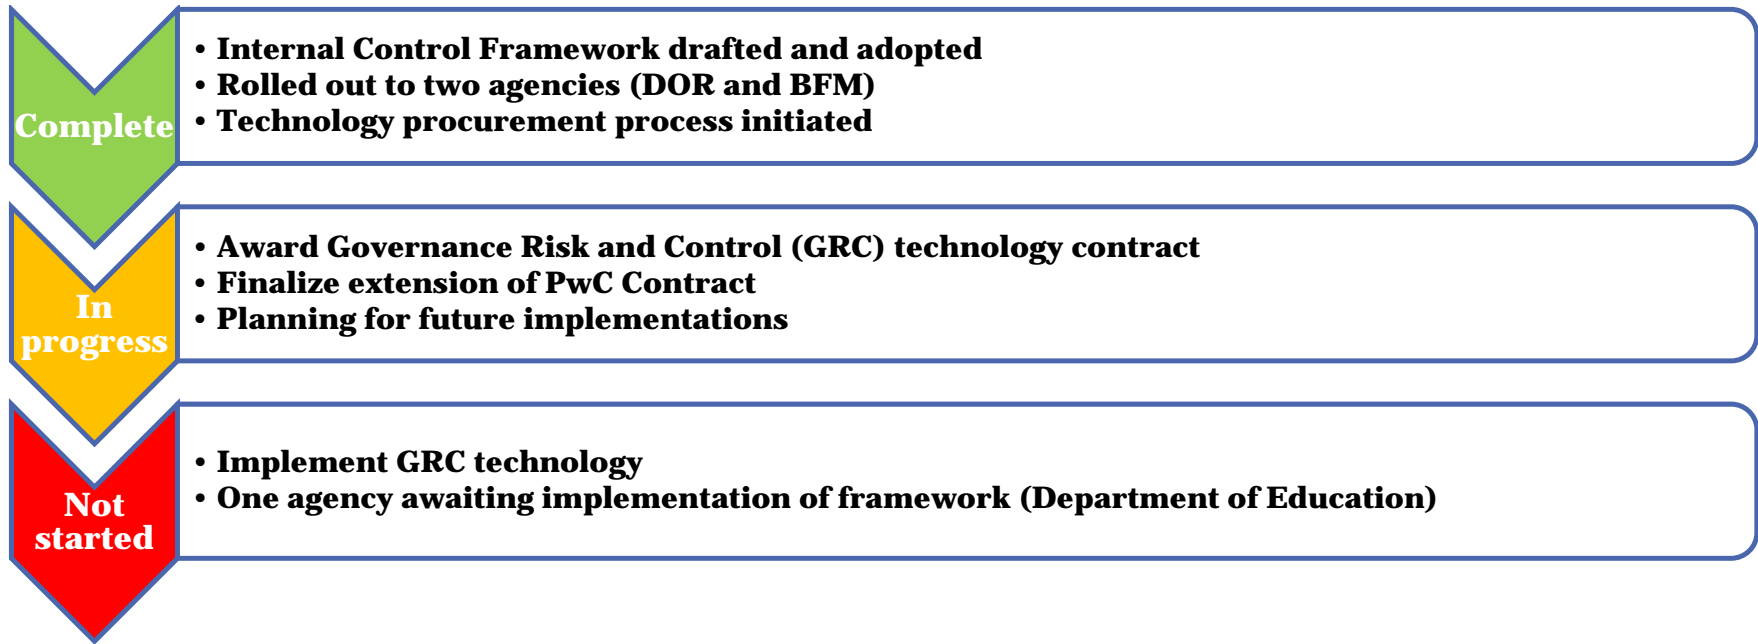 Complete
• Internal Control Framework drafted and adopted
• Rolled out to two agencies (DOR and BFM)
• Technology procurement process initiated
In
progress
• Award Governance Risk and Control (GRC) technology contract
• Finalize extension of PwC Contract
• Planning for future implementations
Not
started
• Implement GRC technology
• One agency awaiting implementation of framework (Department of Education)